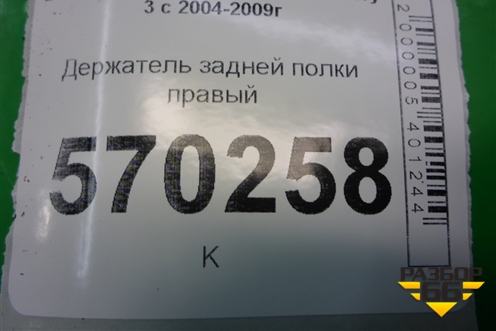 3 с 2004-2009г
Держатель задней полки
правый
570258
К
2000005401244
РАЗБОР
66